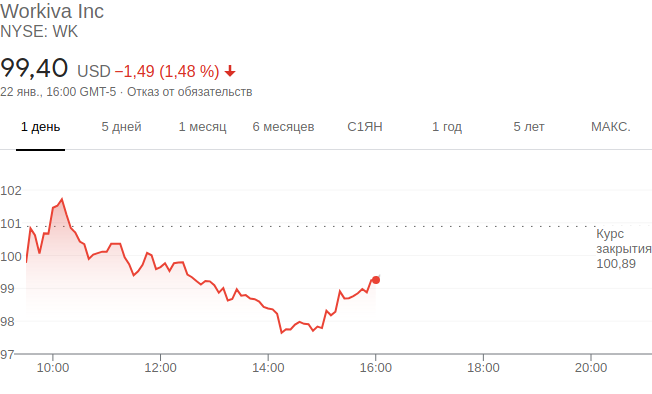 Workiva Inc
NYSE: WK
99,40 USD −1,49 (1,48 %)
22 янв., 16:00 GMT-5 · Отказ от обязательств
1 день 5 дней 1 месяц 6 месяцев С1ЯН 1 год 5 лет МАКС.
102
101
Курс
закрытия
100,89
100
99
98
97
10:00 12:00 14:00 16:00 18:00 20:00